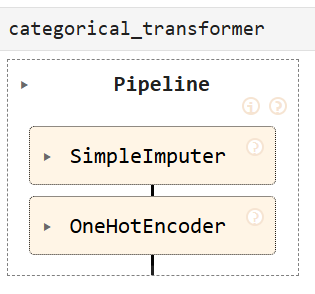 categorical_transformer
Pipeline
i ?
SimpleImputer
?
OneHotEncoder
?